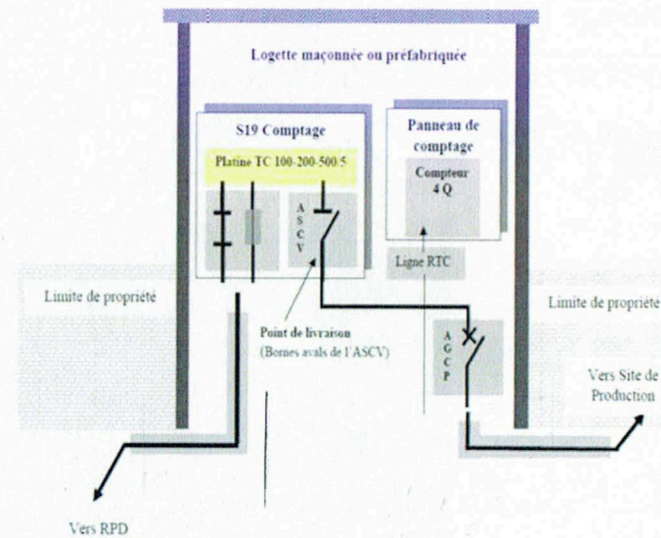 Logette maçonnée ou préfabriquée
S19 Comptage
Platine TC 100-200-500/5
A
S
C
V
Panneau de
comptage
Compteur
4 Q
Ligne RTC
Limite de propriété
Point de livraison
(Bornes avals de l'ASCV)
A
G
C
P
Limite de propriété
Vers Site de
Production
Vers RPD